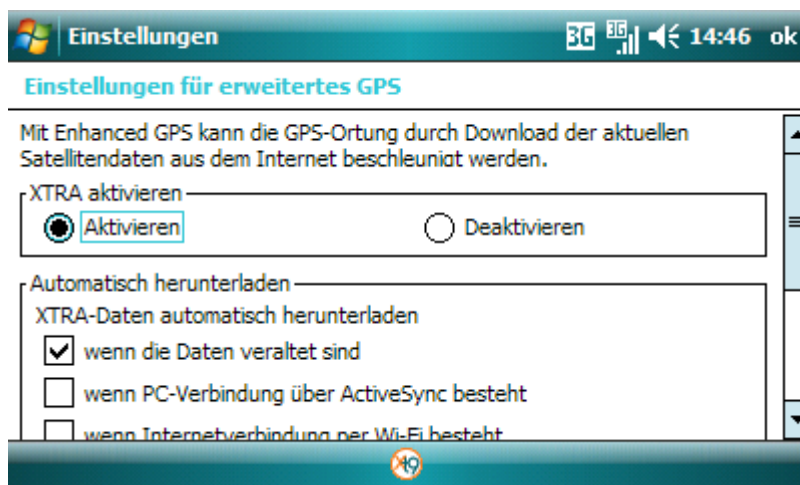 Einstellungen 3G 3G 14:46 ok
Einstellungen für erweitertes GPS
Mit Enhanced GPS kann die GPS-Ortung durch Download der aktuellen
Satellitendaten aus dem Internet beschleunigt werden.
XTRA aktivieren
Aktivieren Deaktivieren
Automatisch herunterladen
XTRA-Daten automatisch herunterladen
wenn die Daten veraltet sind
wenn PC-Verbindung über ActiveSync besteht
wenn Internetverbindung per Wi-Fi besteht